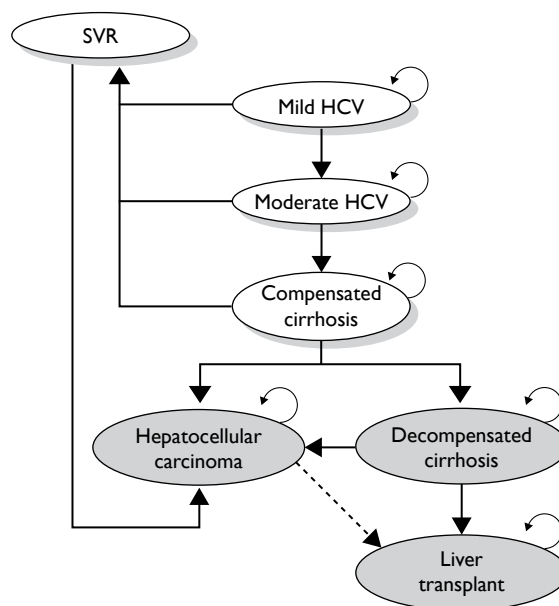 SVR
Mild HCV
Moderate HCV
Compensated
cirrhosis
Hepatocellular
carcinoma
Decompensated
cirrhosis
Liver
transplant